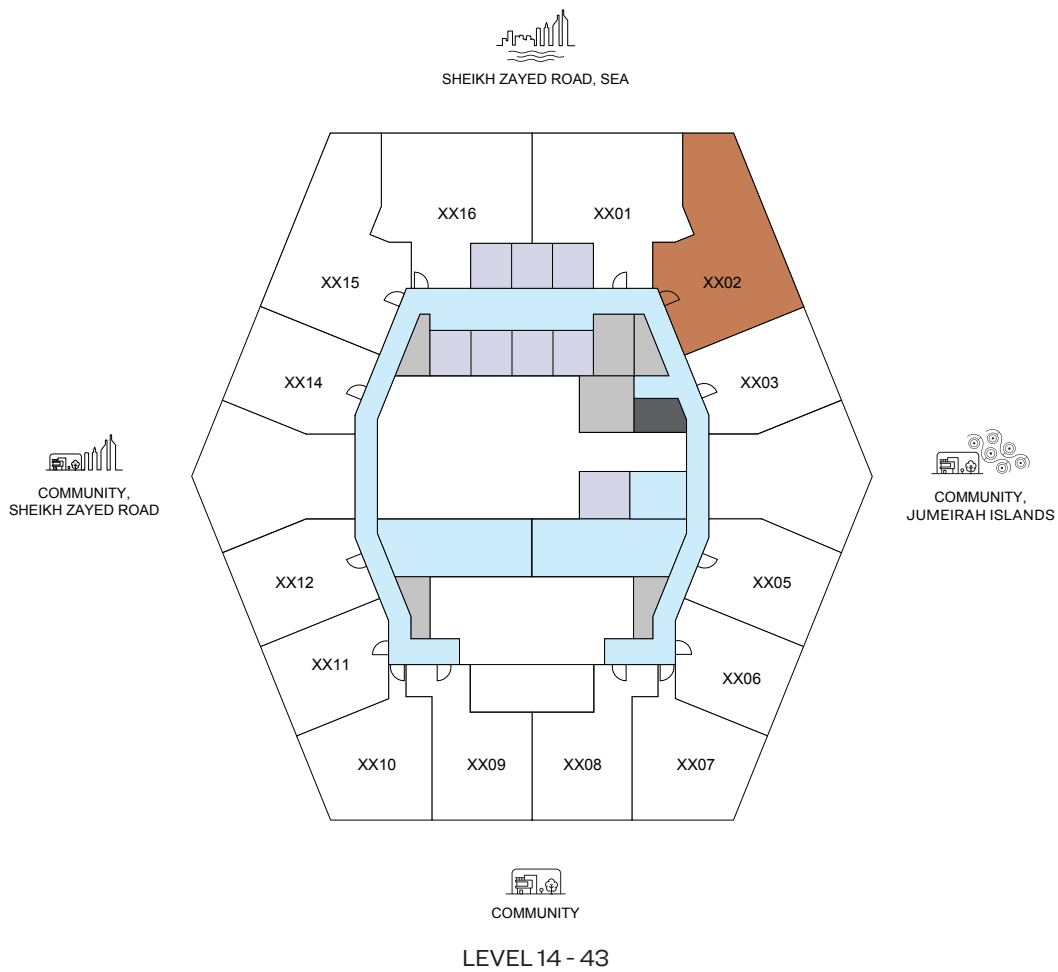 SHEIKH ZAYED ROAD, SEA
XX16
XX01
XX15
XX02
XX14
XX03
COMMUNITY,
SHEIKH ZAYED ROAD
COMMUNITY,
JUMEIRAH ISLANDS
XX12
XX05
XX11
XX06
XX10
XX09
XX08
XX07
COMMUNITY
LEVEL 14 - 43